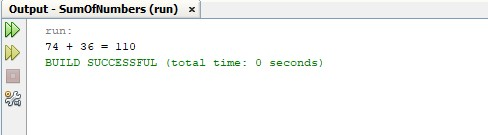 Output - SumOfNumbers (run) ×
run:
74 + 36 = 110
BUILD SUCCESSFUL (total time: 0 seconds)